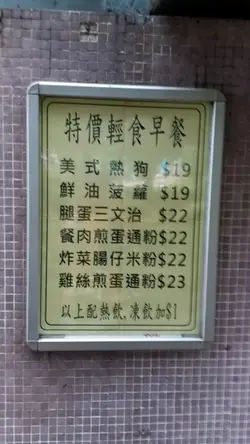 特價輕食早餐
美式熱狗 $19
鮮油菠蘿 $19
腿蛋三文治 $22
餐肉煎蛋通粉$22
炸菜腸仔米粉$22
雞絲煎蛋通粉$23
以上配熱飲,凍飲加$1